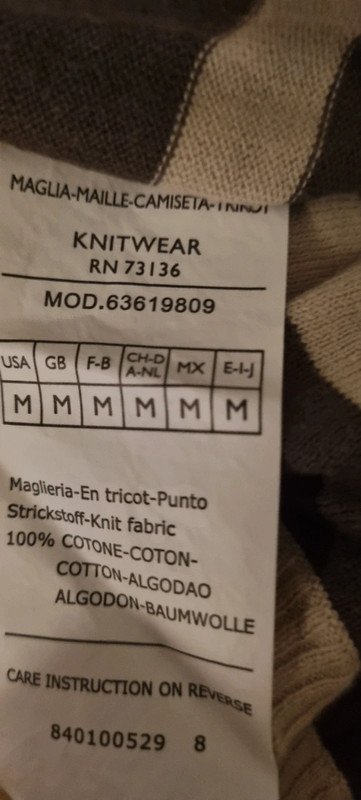 MAGLIA-MAILLE-CAMISETA-TRIKOT
KNITWEAR
RN 73136
MOD.63619809
USA GB F-B CH-D A-NL MX E-I-J
M M M M M M
Maglieria-En tricot-Punto
Strickstoff-Knit fabric
100% COTONE-COTON-
COTTON-ALGODAO
ALGODON-BAUMWOLLE
CARE INSTRUCTION ON REVERSE
840100529 8